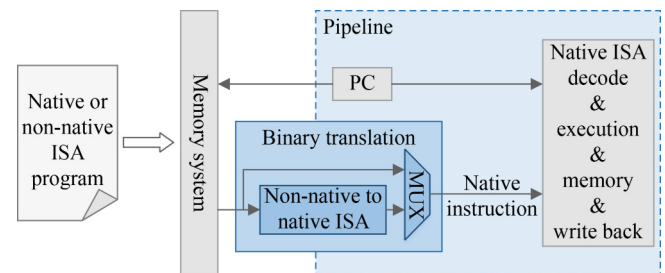 Pipeline
Native or
non-native
ISA
program
Memory system
PC
Binary translation
Non-native to
native ISA
MUX
Native
instruction
Native ISA
decode
&
execution
&
memory
&
write back